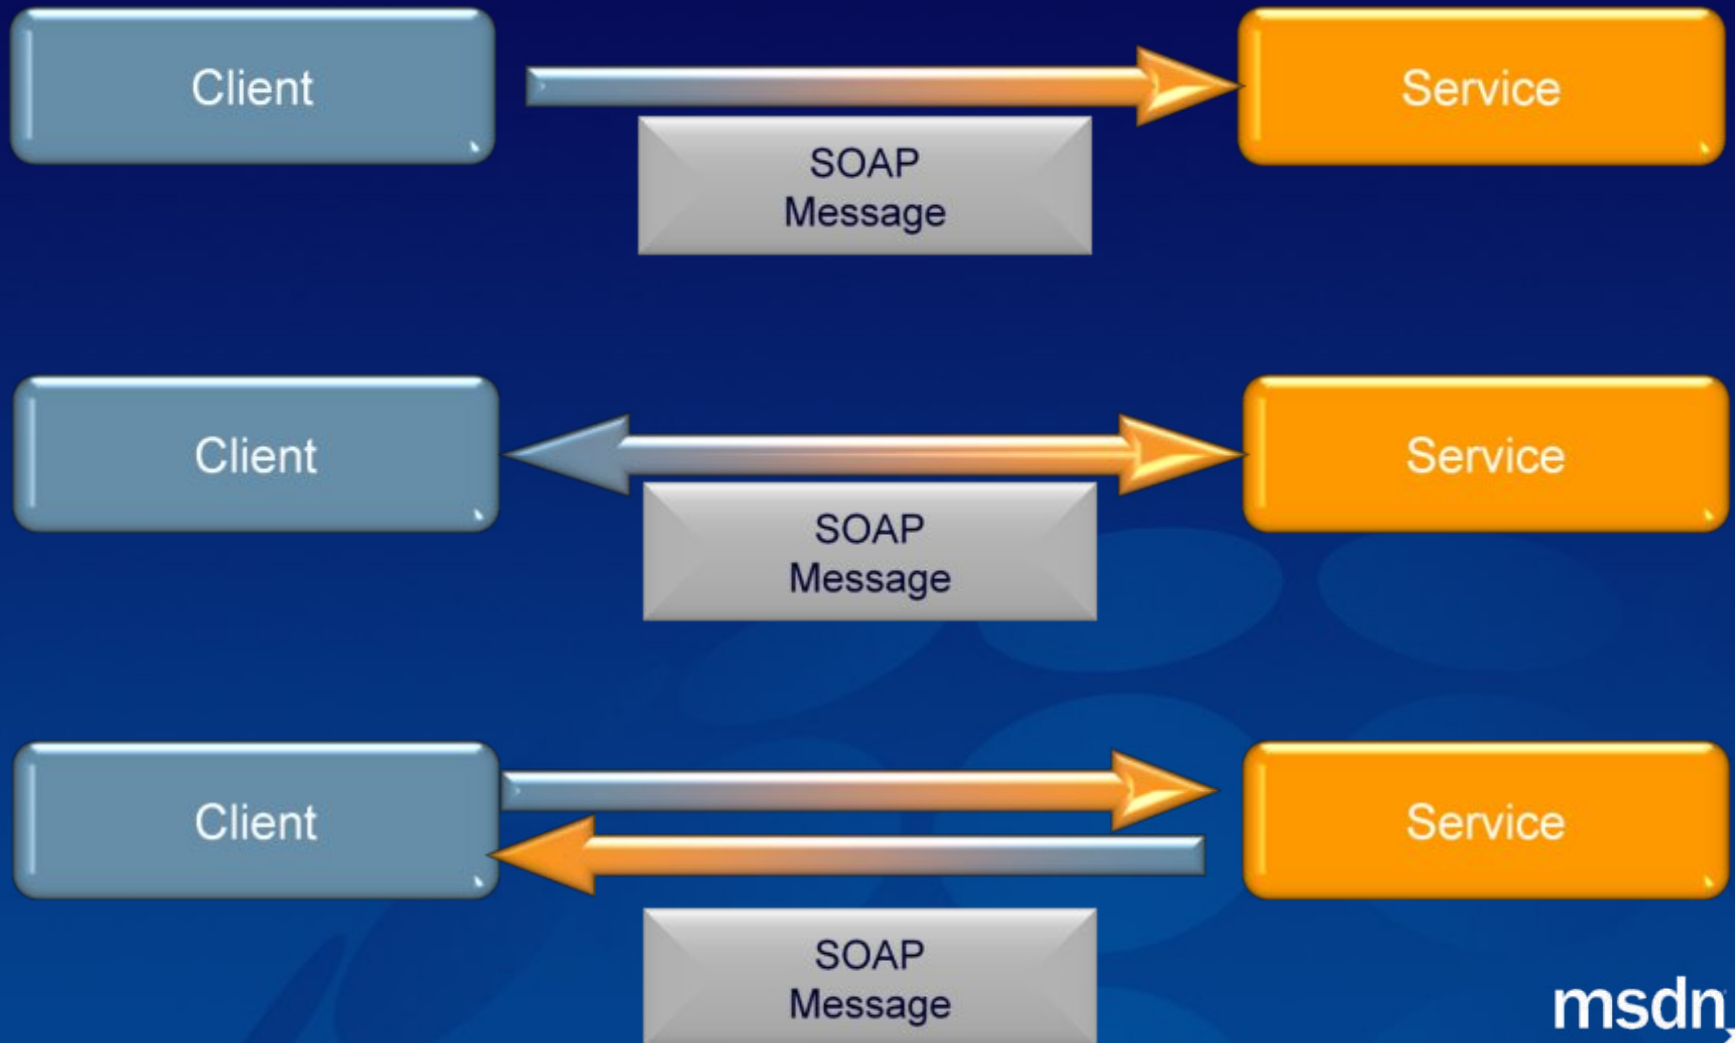 Client
SOAP
Message
Service
Client
SOAP
Message
Service
Client
SOAP
Message
Service
msdn